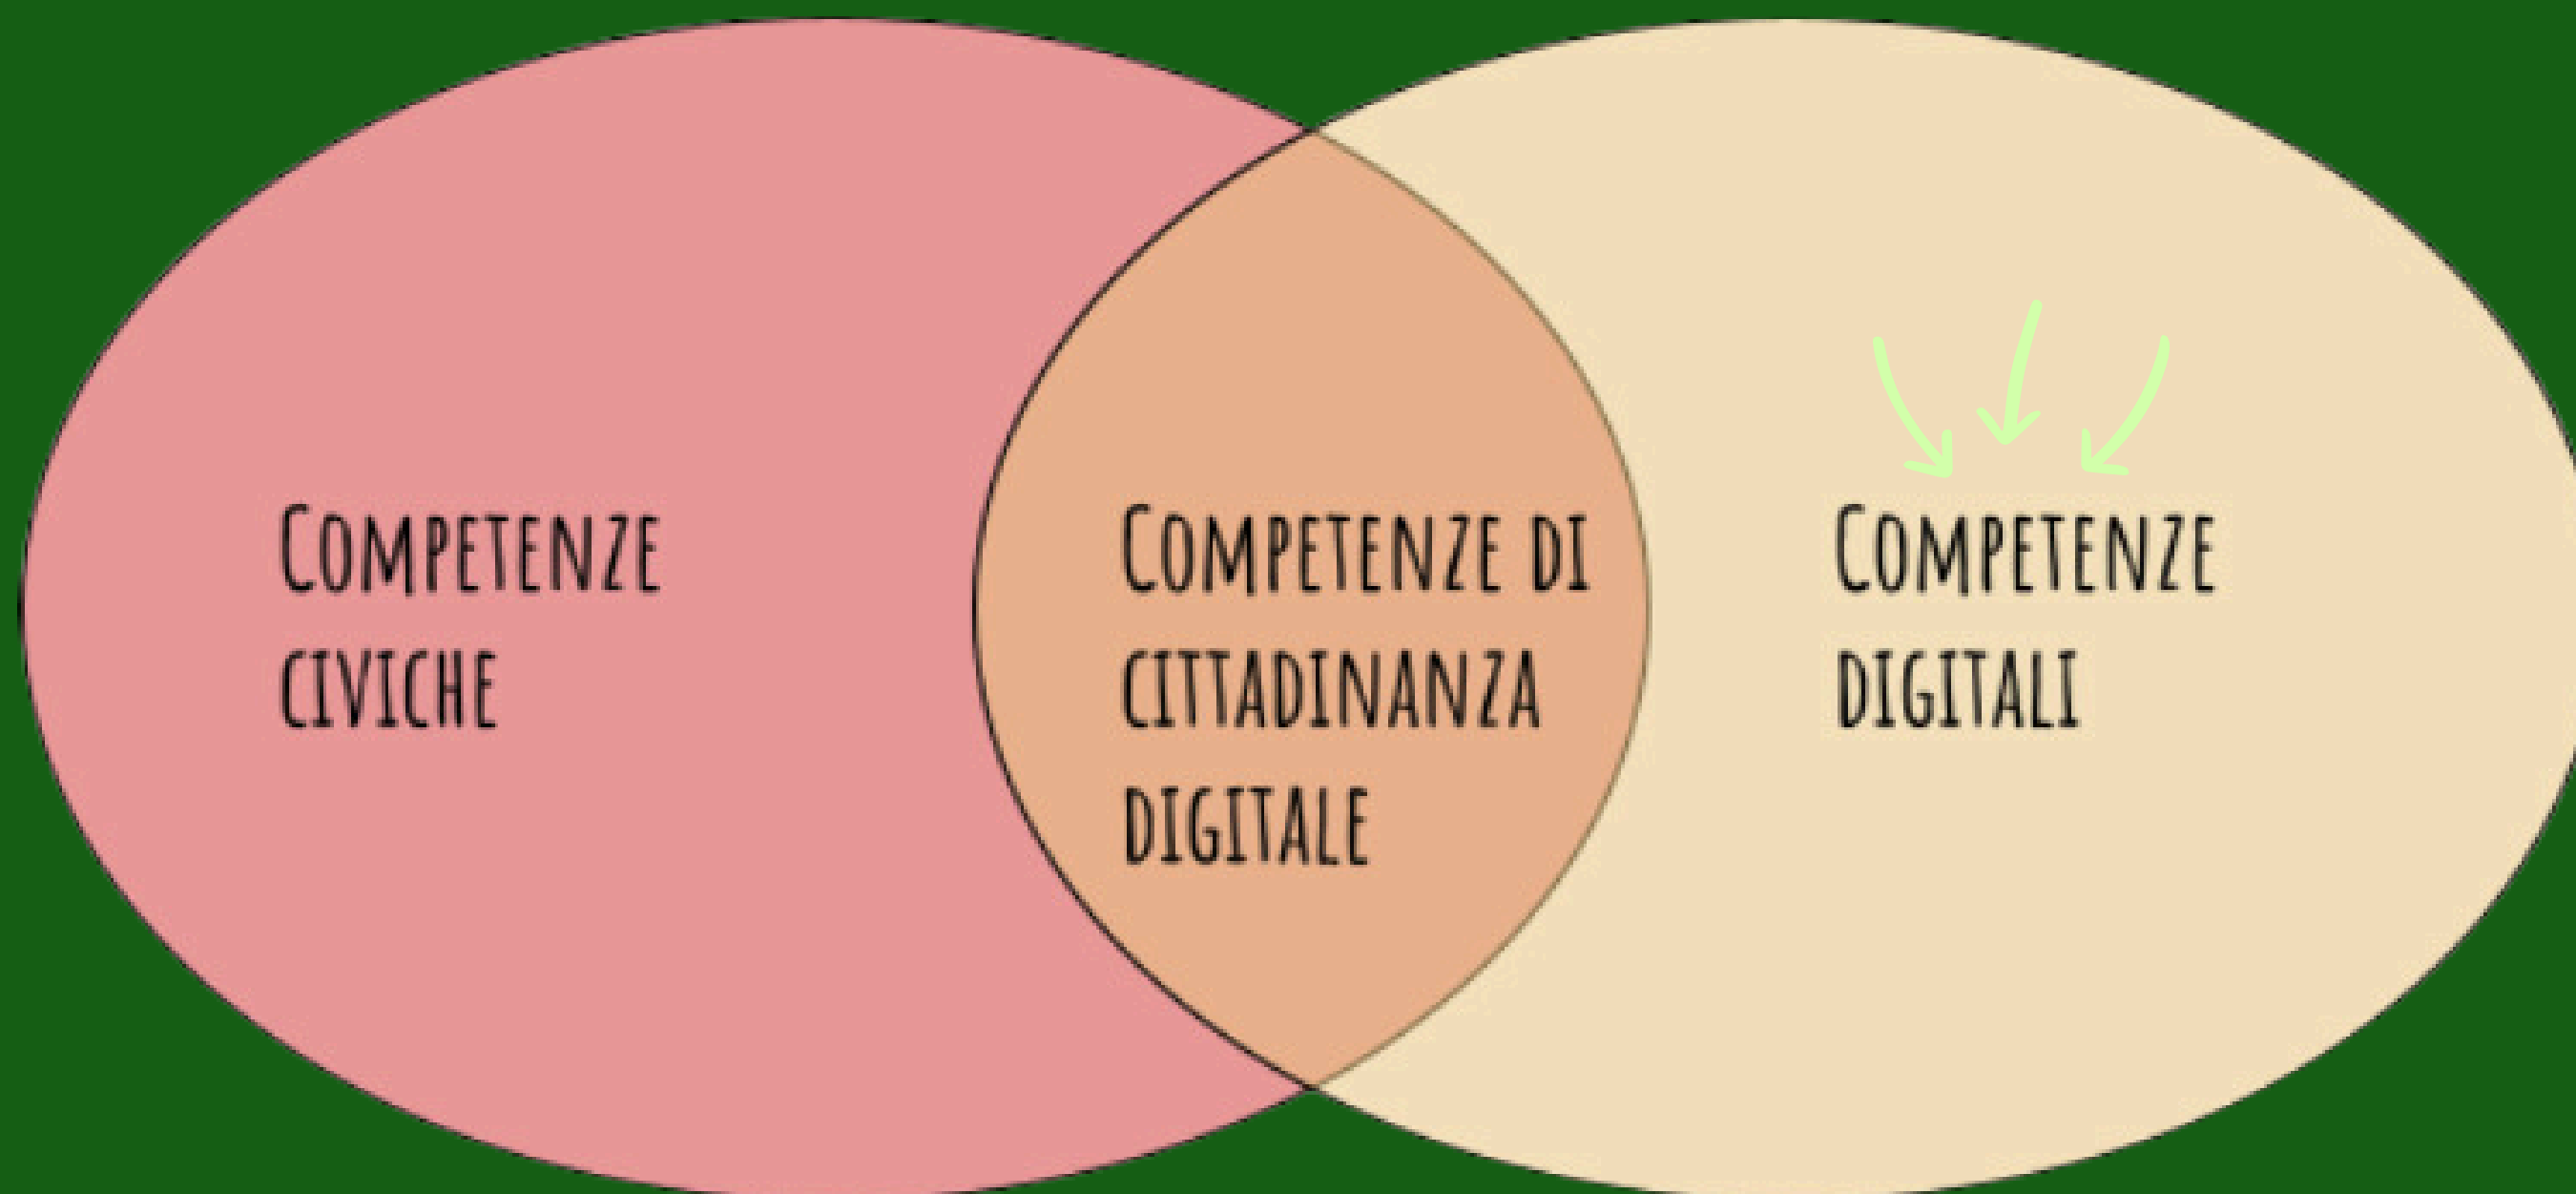 Competenze
civiche
Competenze di
cittadinanza
digitale
Competenze
digitali